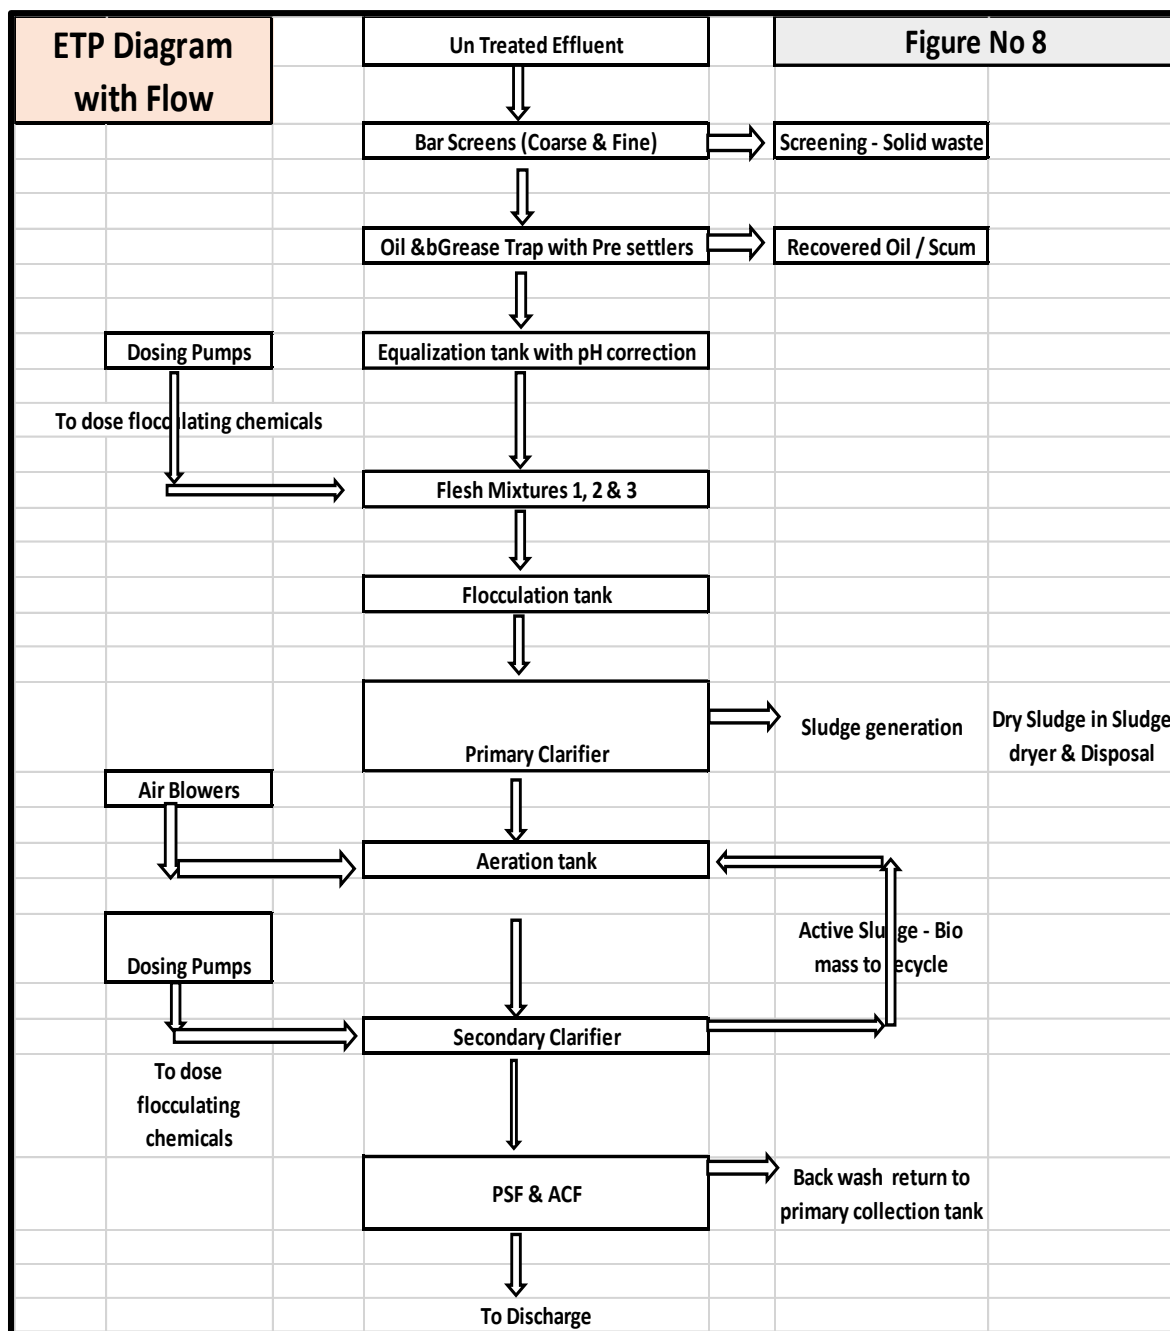 ETP Diagram
with Flow
Un Treated Effluent
Figure No 8
Bar Screens (Coarse & Fine)
Screening - Solid waste
Oil &bGrease Trap with Pre settlers
Recovered Oil / Scum
Dosing Pumps
Equalization tank with pH correction
To dose flocculating chemicals
Flesh Mixtures 1, 2 & 3
Flocculation tank
Primary Clarifier
Sludge generation
Dry Sludge in Sludge
dryer & Disposal
Air Blowers
Aeration tank
Active Sludge - Bio
mass to recycle
Dosing Pumps
Secondary Clarifier
To dose
flocculating
chemicals
PSF & ACF
Back wash return to
primary collection tank
To Discharge